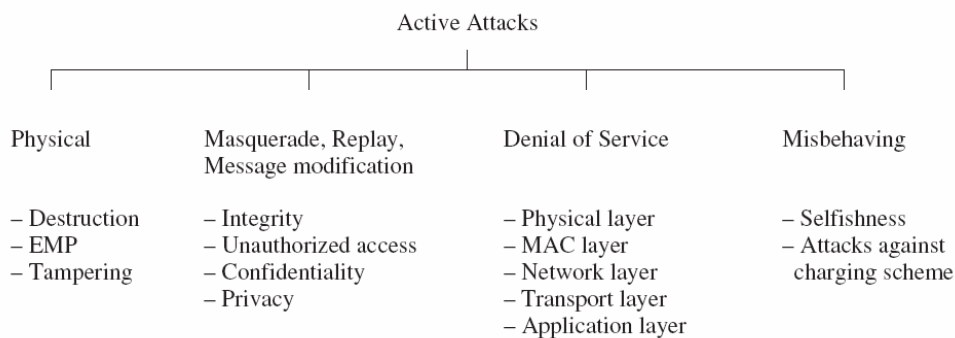 Active Attacks
Physical
Masquerade, Replay,
Message modification
Denial of Service
Misbehaving
– Destruction
– EMP
– Tampering
– Integrity
– Unauthorized access
– Confidentiality
– Privacy
– Physical layer
– MAC layer
– Network layer
– Transport layer
– Application layer
– Selfishness
– Attacks against
charging scheme